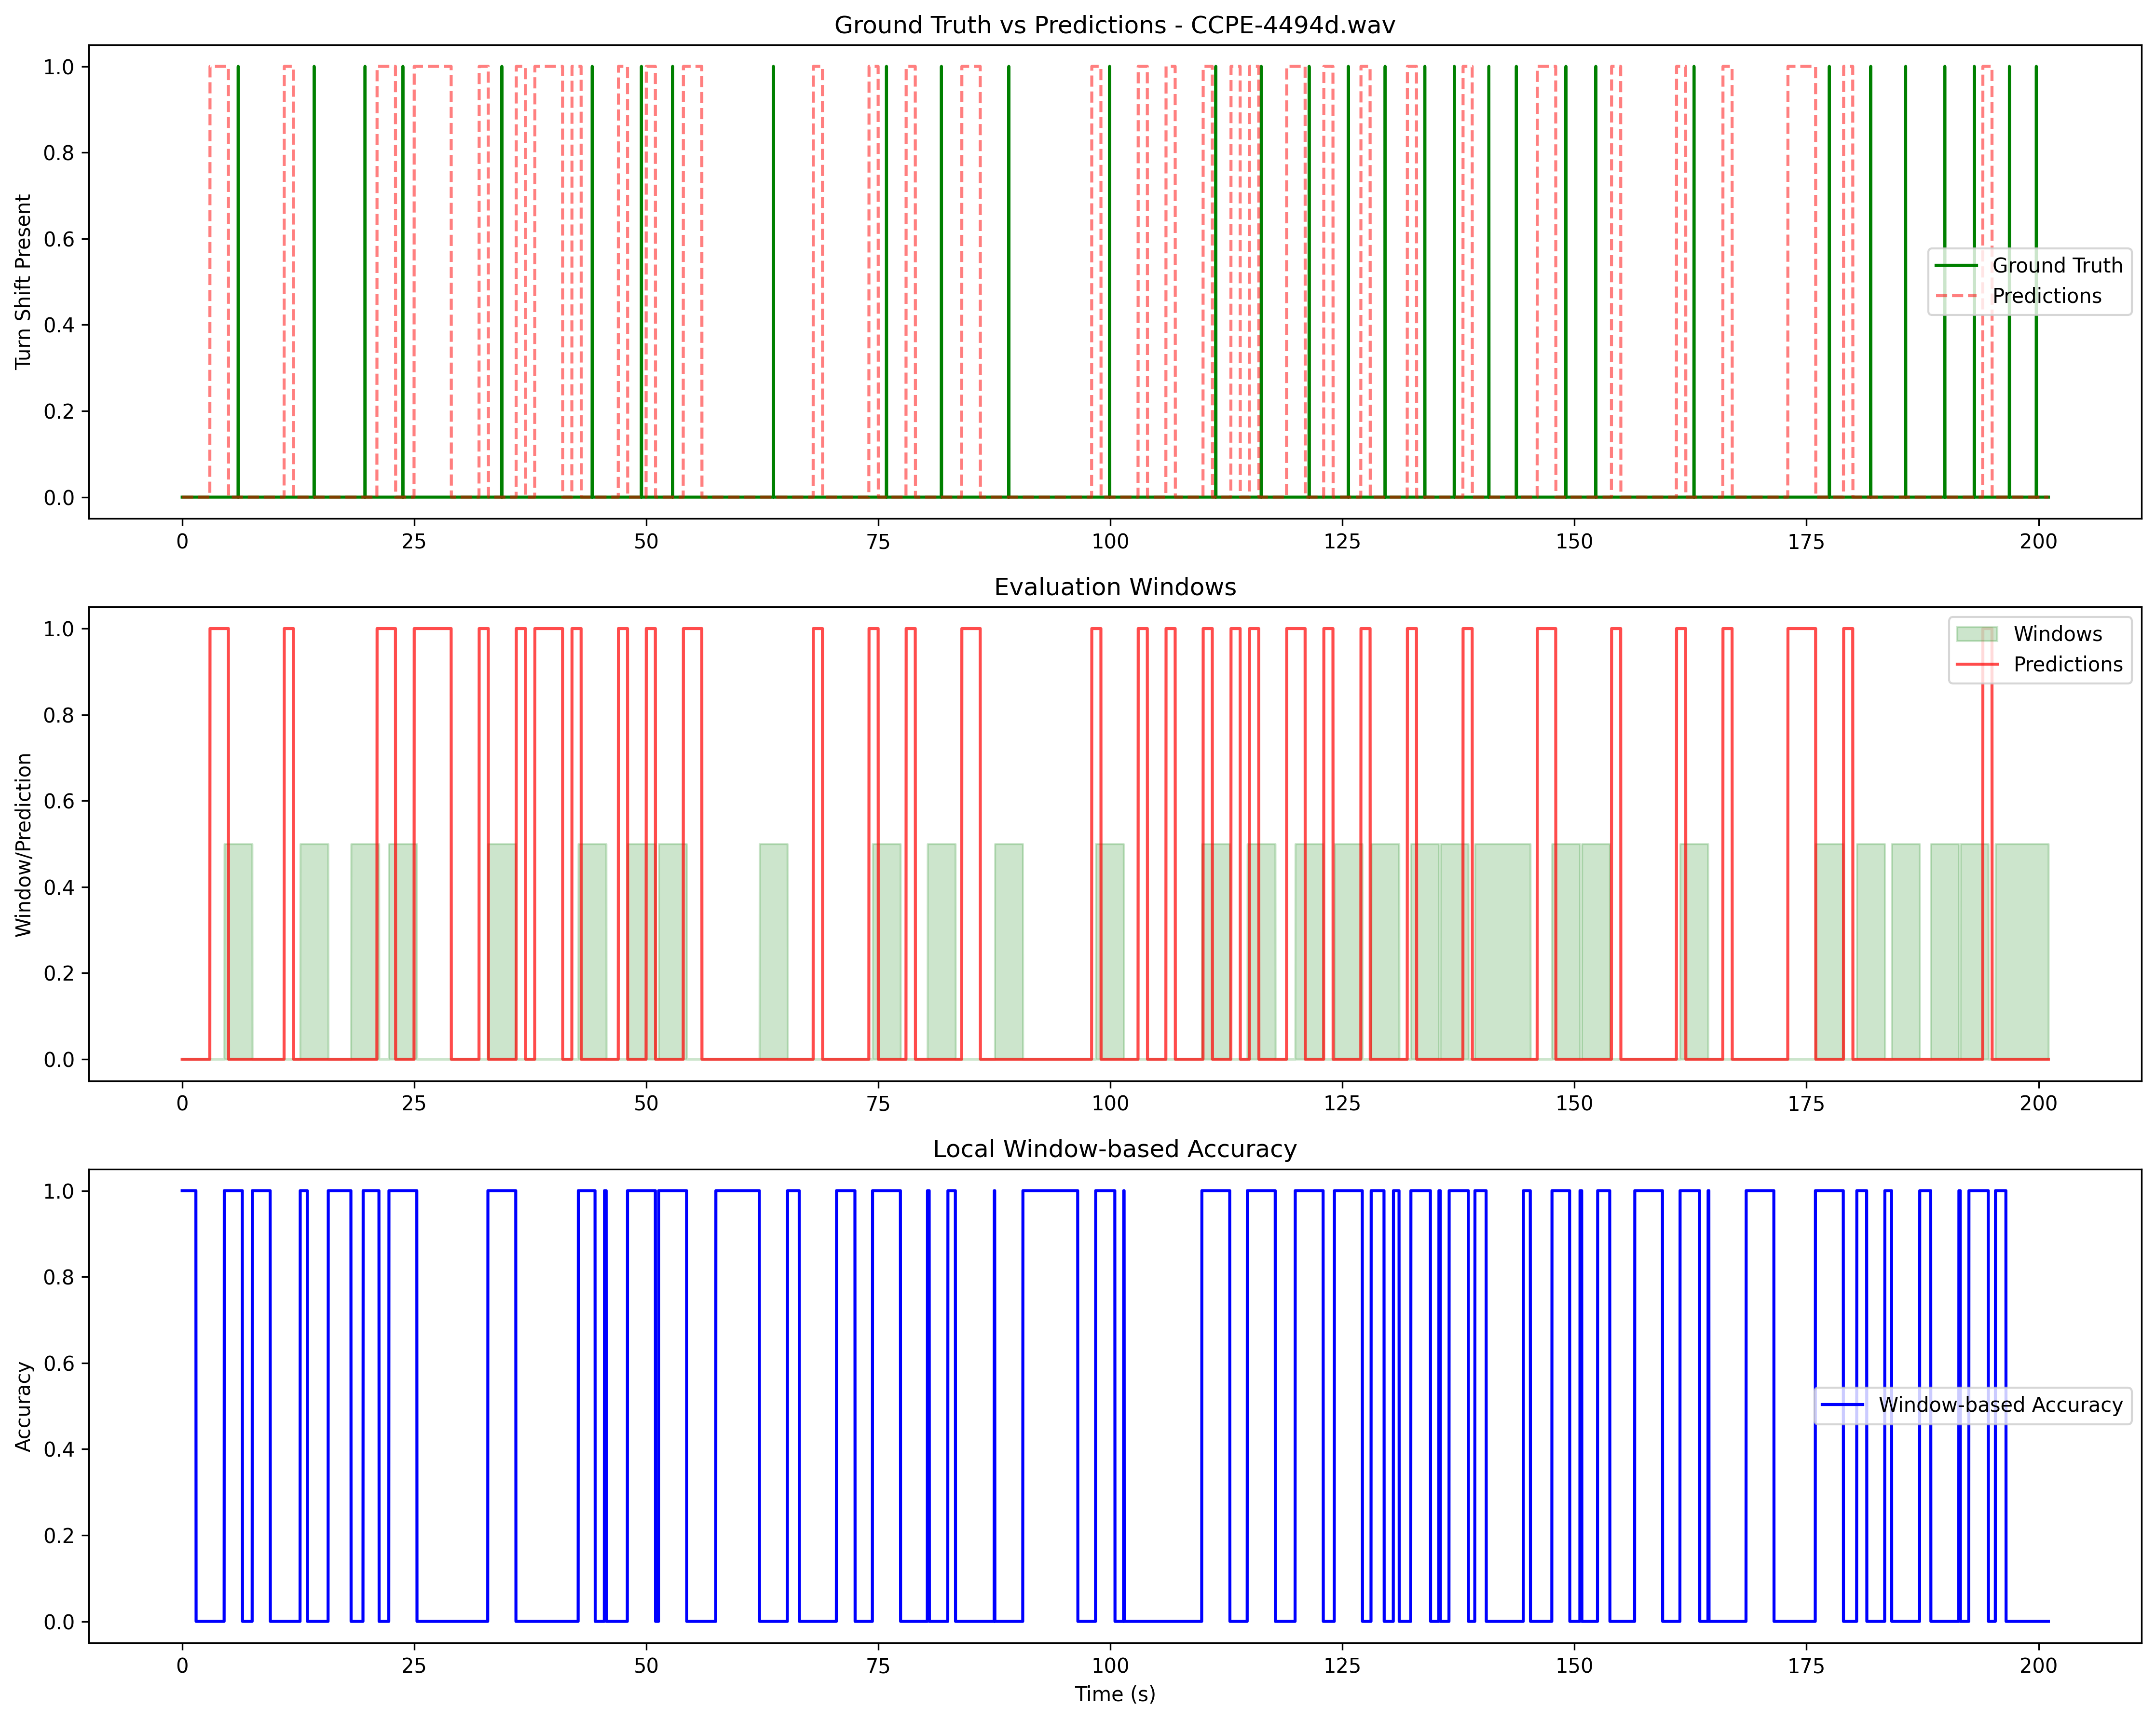 Ground Truth vs Predictions - CCPE-4494d.wav
Turn Shift Present
1.0
0.8
0.6
0.4
0.2
0.0
Ground Truth
Predictions
0 25 50 75 100 125 150 175 200
Evaluation Windows
Window/Prediction
1.0
0.8
0.6
0.4
0.2
0.0
Windows
Predictions
0 25 50 75 100 125 150 175 200
Local Window-based Accuracy
Accuracy
1.0
0.8
0.6
0.4
0.2
0.0
Window-based Accuracy
0 25 50 75 100 125 150 175 200
Time (s)